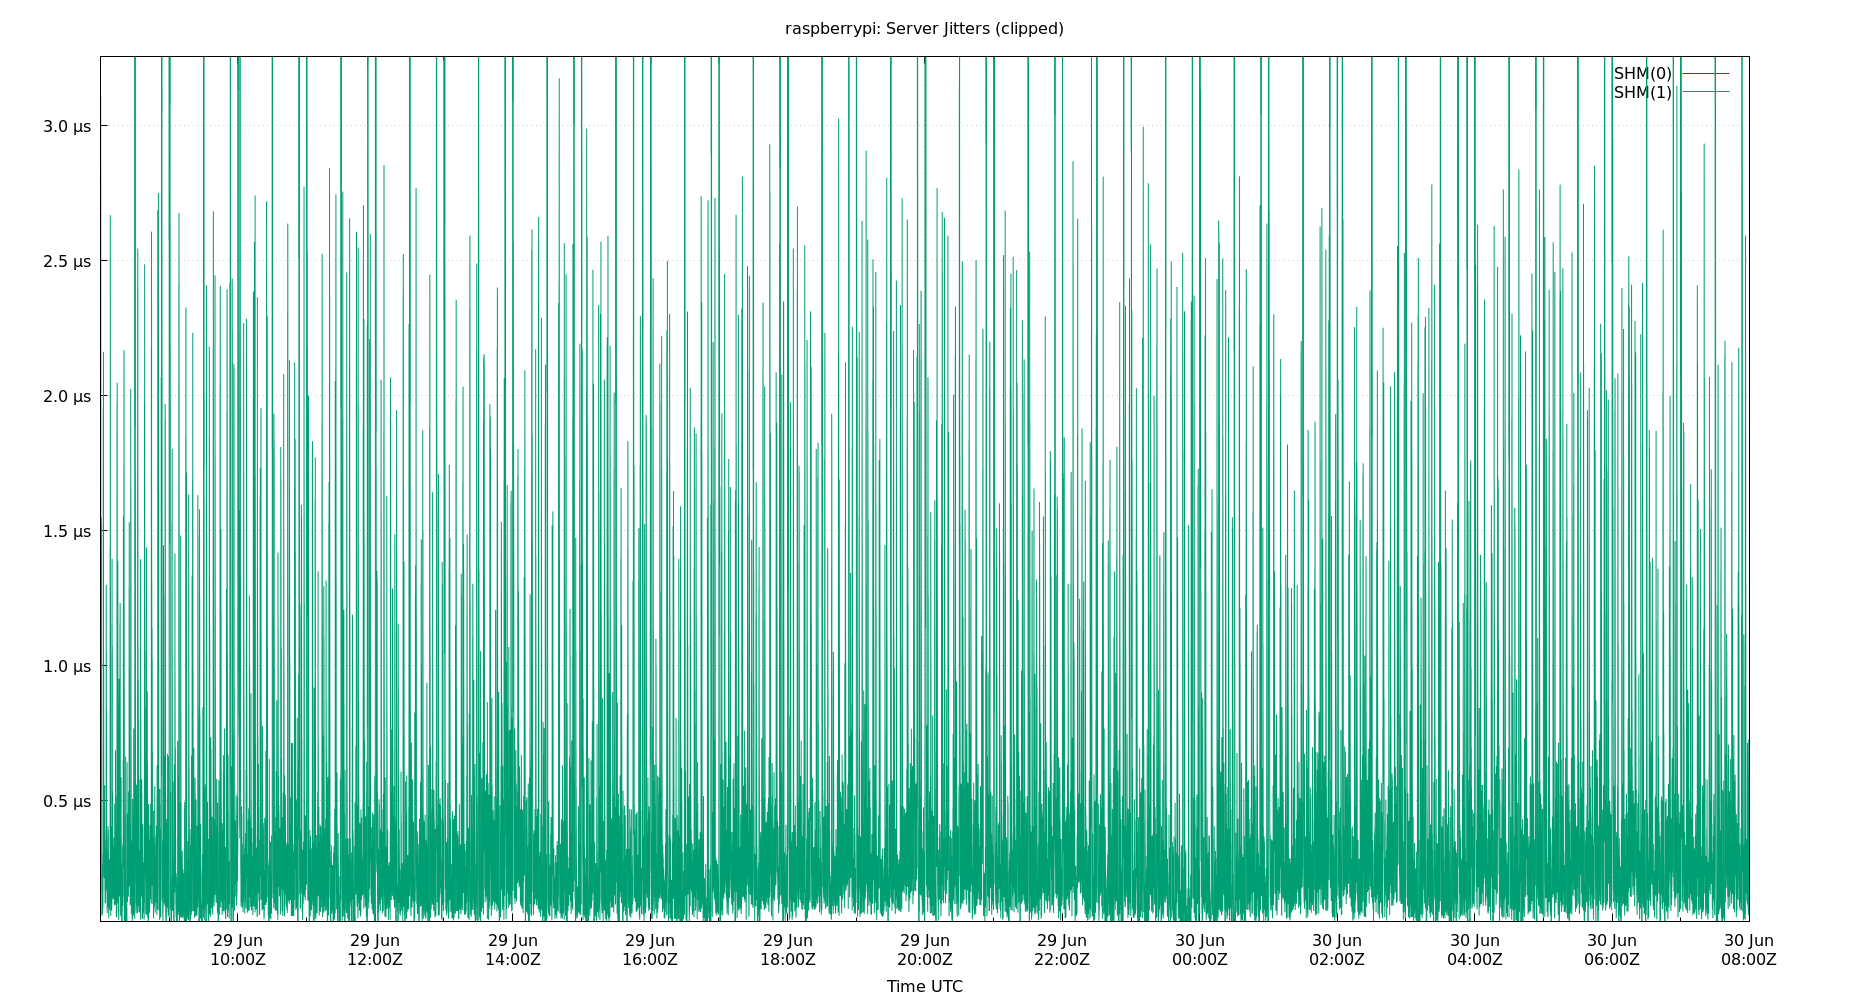 raspberrypi: Server Jitters (clipped)
SHM(0)
SHM(1)
3.0 µs
2.5 µs
2.0 µs
1.5 µs
1.0 µs
0.5 µs
29 Jun 29 Jun 29 Jun 29 Jun 29 Jun 29 Jun 29 Jun 30 Jun 30 Jun 30 Jun 30 Jun 30 Jun
10:00Z 12:00Z 14:00Z 16:00Z 18:00Z 20:00Z 22:00Z 00:00Z 02:00Z 04:00Z 06:00Z 08:00Z
Time UTC